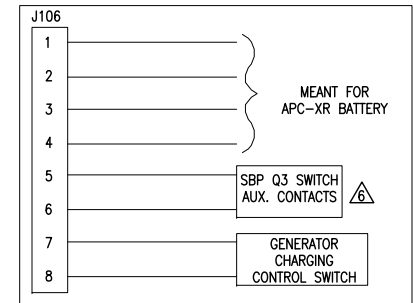 J106
1
2
3
4
MEANT FOR
APC-XR BATTERY
5
6
SBP Q3 SWITCH
AUX. CONTACTS
6
7
8
GENERATOR
CHARGING
CONTROL SWITCH